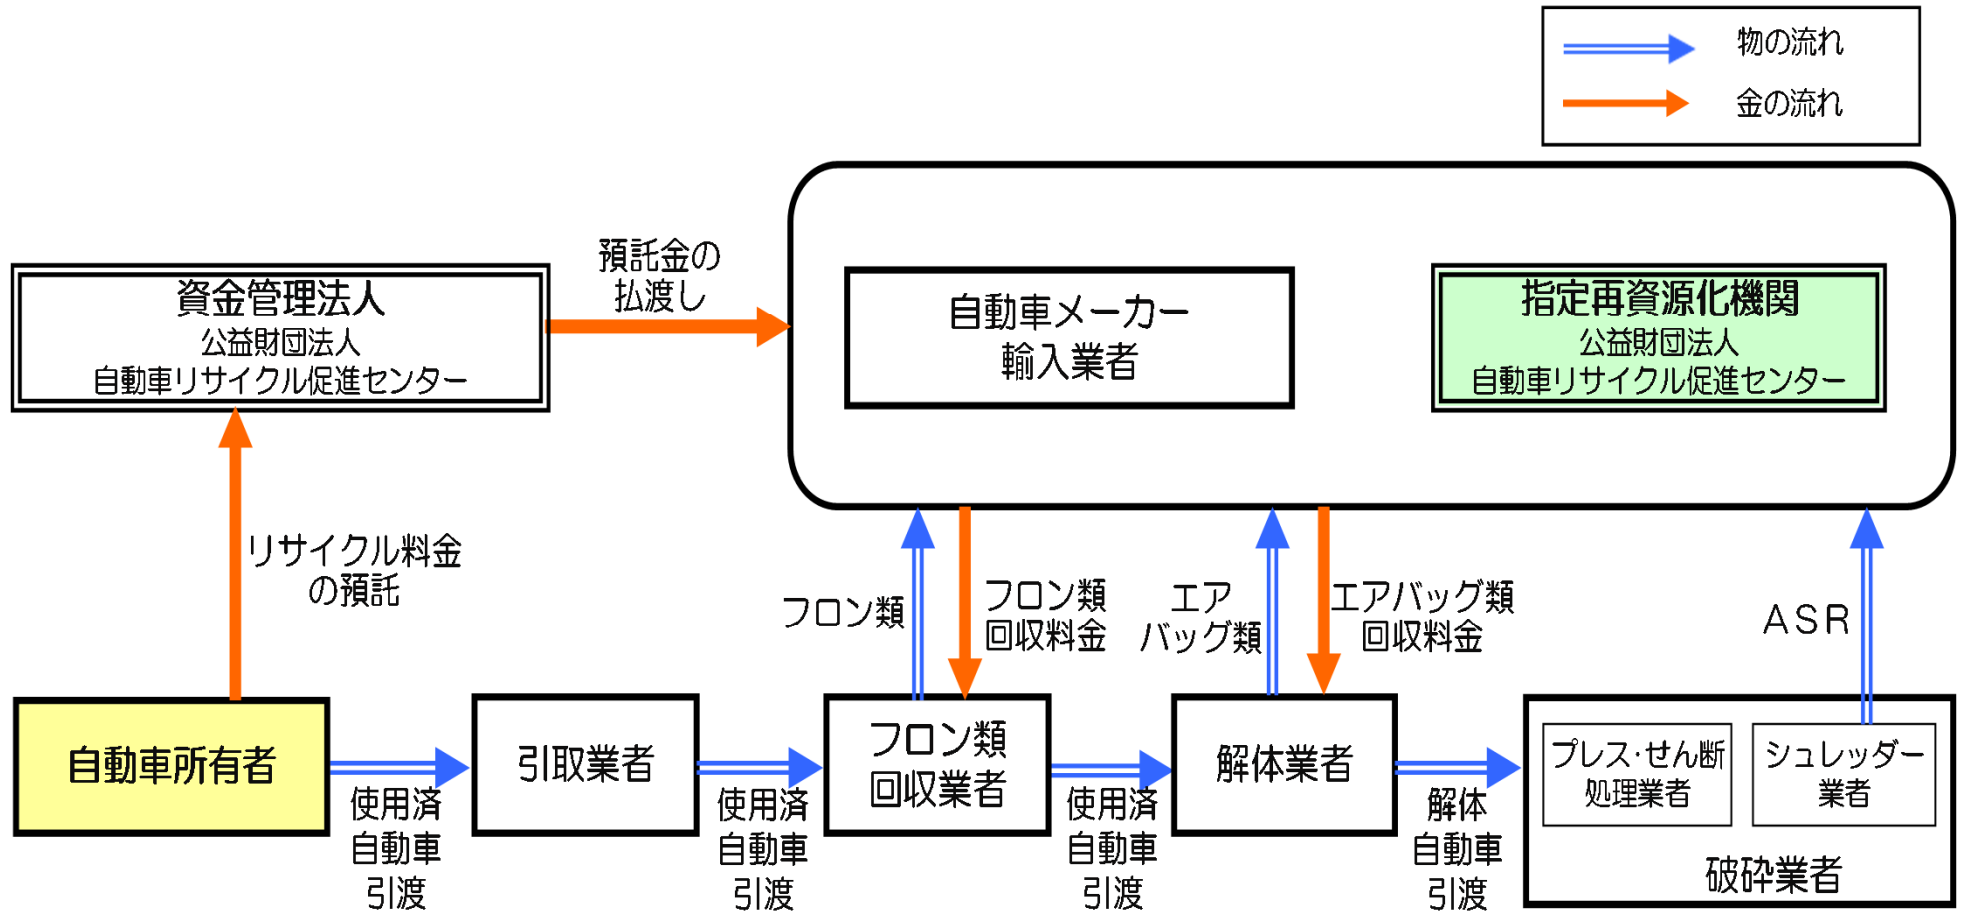 物の流れ
金の流れ
預託金の
払渡し
資金管理法人
公益財団法人
自動車リサイクル促進センター
自動車メーカー
輸入業者
指定再資源化機関
公益財団法人
自動車リサイクル促進センター
リサイクル料金
の預託
フロン類
フロン類
回収料金
エア
バッグ類
エアバッグ類
回収料金
ASR
自動車所有者
使用済
自動車
引渡
引取業者
使用済
自動車
引渡
フロン類
回収業者
使用済
自動車
引渡
解体業者
解体
自動車
引渡
プレス・せん断
処理業者
シュレッダー
業者
破砕業者